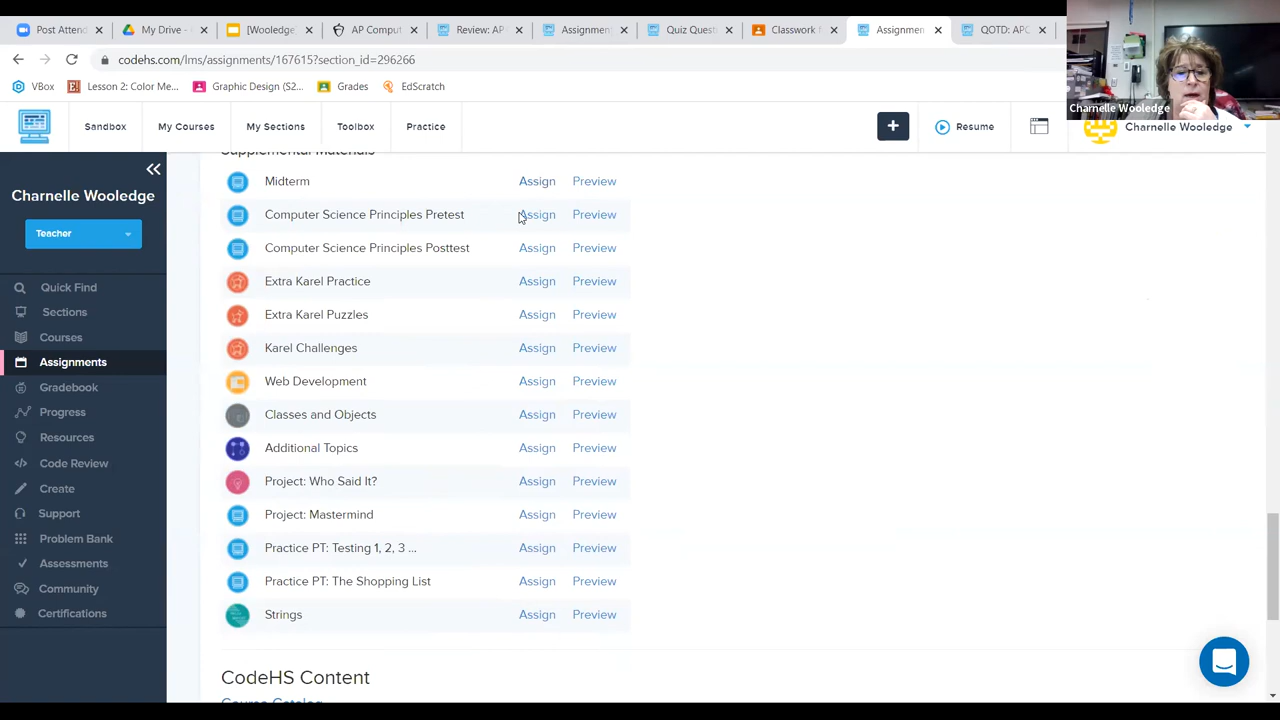 Post Attend
My Drive -
[Wooledge
AP Comput
Review: AP
Assignment
Quiz Quest
Classwork
Assignment
QOTD: APC
codehs.com/lms/assignments/167615?section_id=296266
VBox
Lesson 2: Color Me...
Graphic Design (S2...
Grades
EdScratch
Charnelle Wooledge
Sandbox
My Courses
My Sections
Toolbox
Practice
Resume
Charnelle Wooledge
Charnelle Wooledge
Teacher
Quick Find
Sections
Courses
Assignments
Gradebook
Progress
Resources
Code Review
Create
Support
Problem Bank
Assessments
Community
Certifications
Supplemental Materials
Midterm Assign Preview
Computer Science Principles Pretest Assign Preview
Computer Science Principles Posttest Assign Preview
Extra Karel Practice Assign Preview
Extra Karel Puzzles Assign Preview
Karel Challenges Assign Preview
Web Development Assign Preview
Classes and Objects Assign Preview
Additional Topics Assign Preview
Project: Who Said It? Assign Preview
Project: Mastermind Assign Preview
Practice PT: Testing 1, 2, 3 ... Assign Preview
Practice PT: The Shopping List Assign Preview
Strings Assign Preview
CodeHS Content
Course Catalog